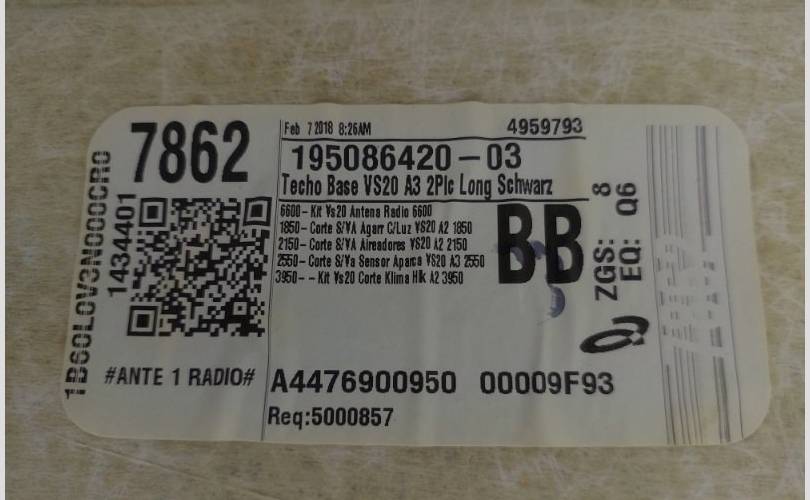 7862
Feb 7 2018 8:26AM
4959793
195086420-03
Techo Base VS20 A3 2Plc Long Schwarz
6600- Kit Vs20 Antena Radio 6600
1850- Corte S/VA Agarr C/Luz VS20 A2 1850
2150- Corte S/VA Aireadores VS20 A2 2150
2550- Corte S/Va Sensor Aparca VS20 A3 2550
3950- - Kit Vs20 Corte Klima Hlk A2 3950
BB
ZGS: 8
EQ: Q6
1434401
1B60L0V3N000CR0
#ANTE 1 RADIO#
A4476900950 00009F93
Req:5000857